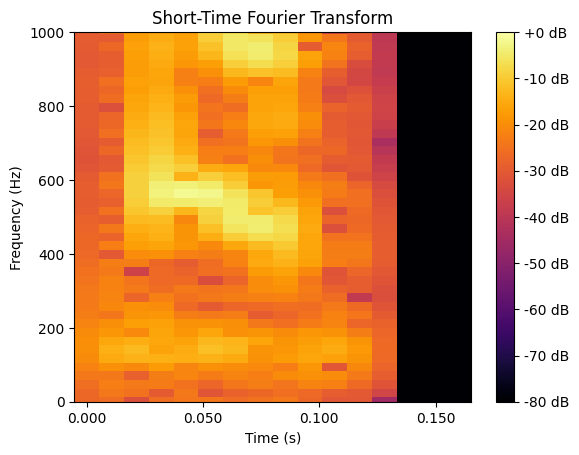 Short-Time Fourier Transform
1000
800
600
400
200
0
Frequency (Hz)
0.000
0.050
0.100
0.150
Time (s)
+0 dB
-10 dB
-20 dB
-30 dB
-40 dB
-50 dB
-60 dB
-70 dB
-80 dB